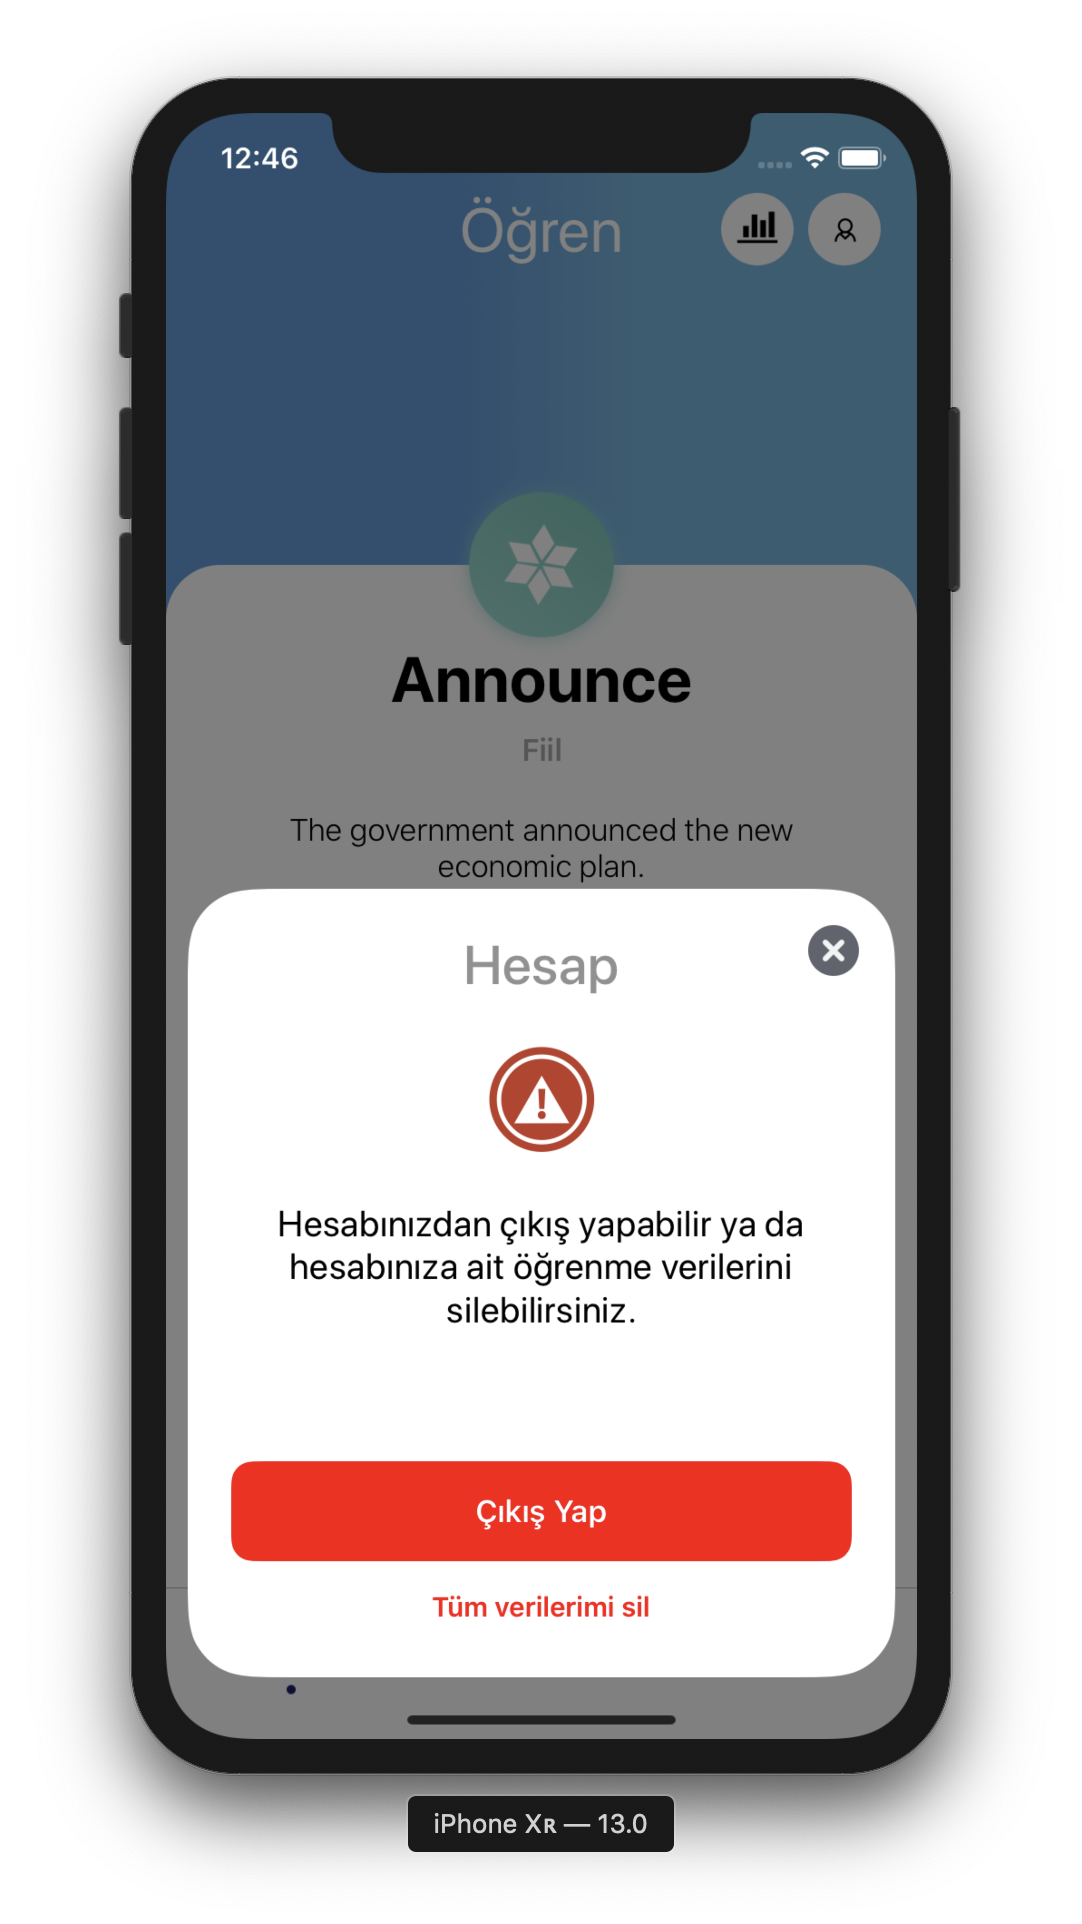 12:46
Öğren
Announce
Fiil
The government announced the new
economic plan.
Hesap
Hesabınızdan çıkış yapabilir ya da
hesabınıza ait öğrenme verilerini
silebilirsiniz.
Çıkış Yap
Tüm verilerimi sil
iPhone Xʀ — 13.0